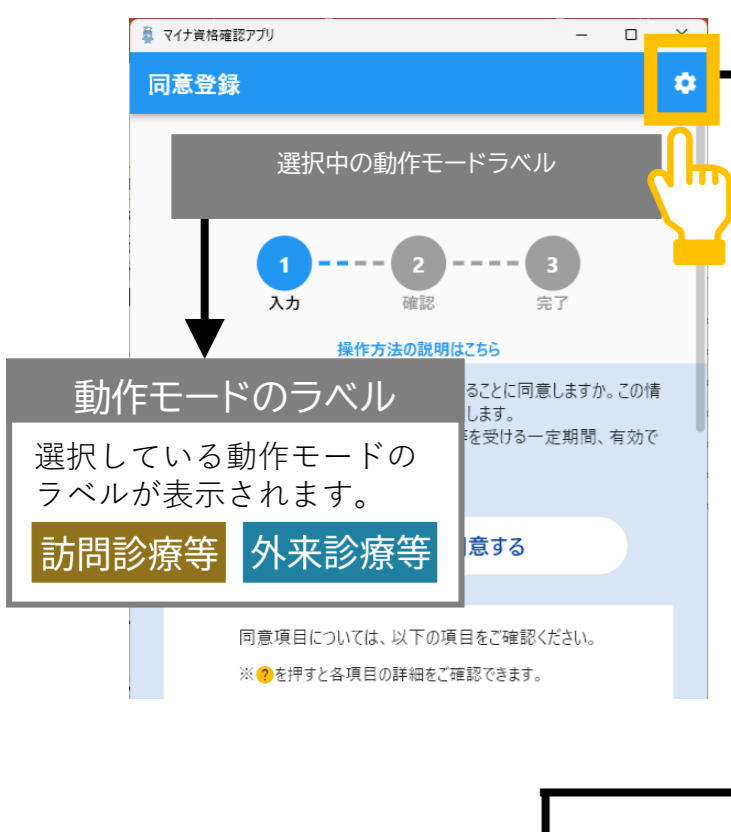 マイナ資格確認アプリ
同意登録
選択中の動作モードラベル
1
2
3
入力
確認
完了
操作方法の説明はこちら
動作モードのラベル
選択している動作モードの
ラベルが表示されます。
訪問診療等
外来診療等
ることに同意しますか。この情
します。
を受ける一定期間、有効で
意する
同意項目については、以下の項目をご確認ください。
※?を押すと各項目の詳細をご確認できます。